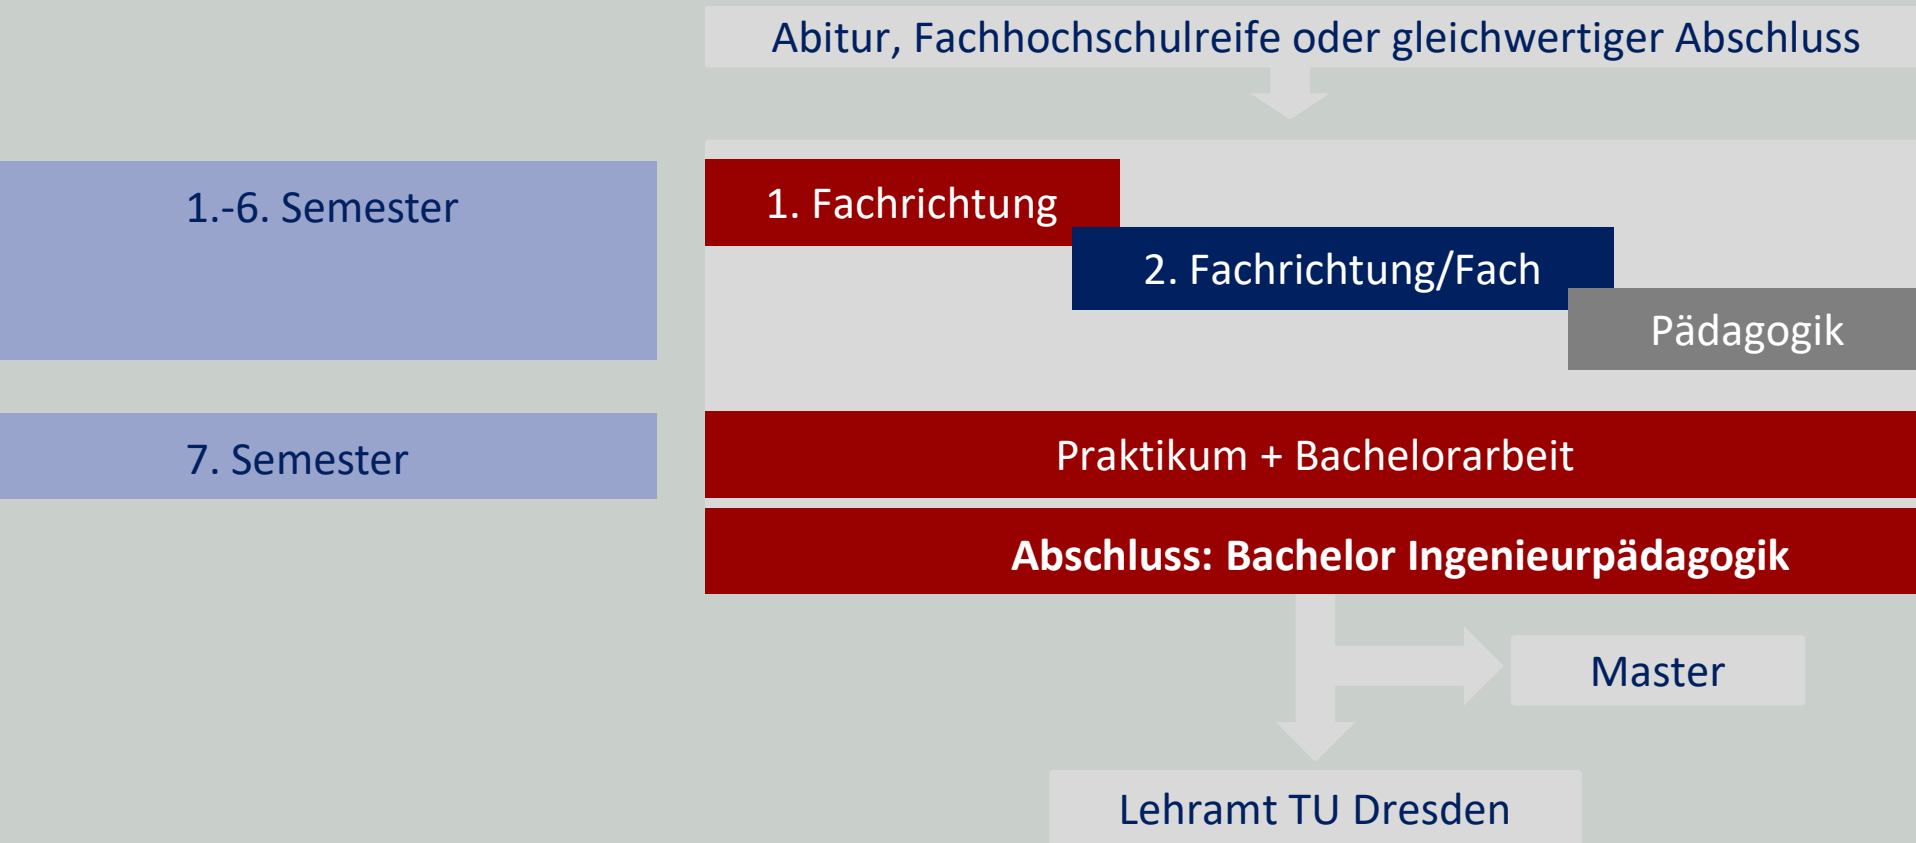 Abitur, Fachhochschulreife oder gleichwertiger Abschluss
1.-6. Semester
1. Fachrichtung
2. Fachrichtung/Fach
Pädagogik
7. Semester
Praktikum + Bachelorarbeit
Abschluss: Bachelor Ingenieurpädagogik
Master
Lehramt TU Dresden